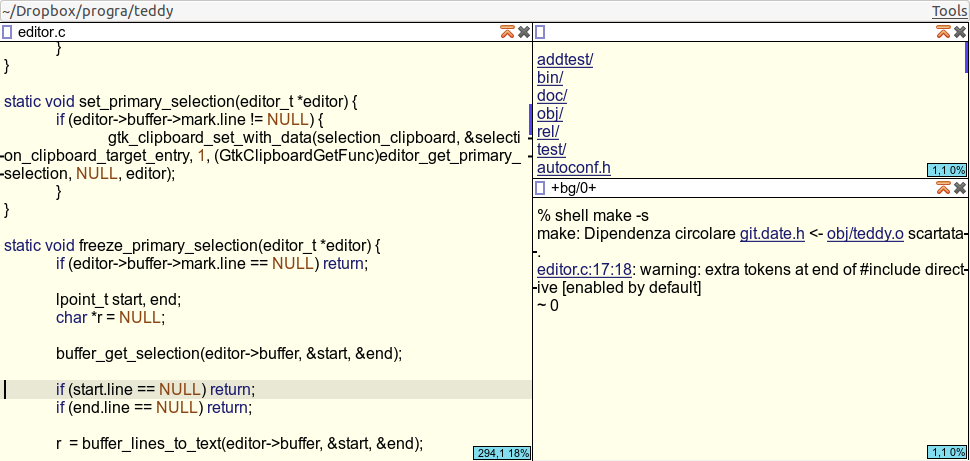 ~/Dropbox/progra/teddy
Tools
editor.c
}
}
static void set_primary_selection(editor_t *editor) {
if (editor->buffer->mark.line != NULL) {
gtk_clipboard_set_with_data(selection_clipboard, &selecti
on_clipboard_target_entry, 1, (GtkClipboardGetFunc)editor_get_primary_
selection, NULL, editor);
}
}
static void freeze_primary_selection(editor_t *editor) {
if (editor->buffer->mark.line == NULL) return;
lpoint_t start, end;
char *r = NULL;
buffer_get_selection(editor->buffer, &start, &end);
if (start.line == NULL) return;
if (end.line == NULL) return;
r = buffer_lines_to_text(editor->buffer, &start, &end);
294,1 18%
addtest/
bin/
doc/
obj/
rel/
test/
autoconf.h
1,1 0%
+bg/0+
% shell make -s
make: Dipendenza circolare git.date.h <- obj/teddy.o scartata
.
editor.c:17:18: warning: extra tokens at end of #include direct
ive [enabled by default]
~ 0
1,1 0%